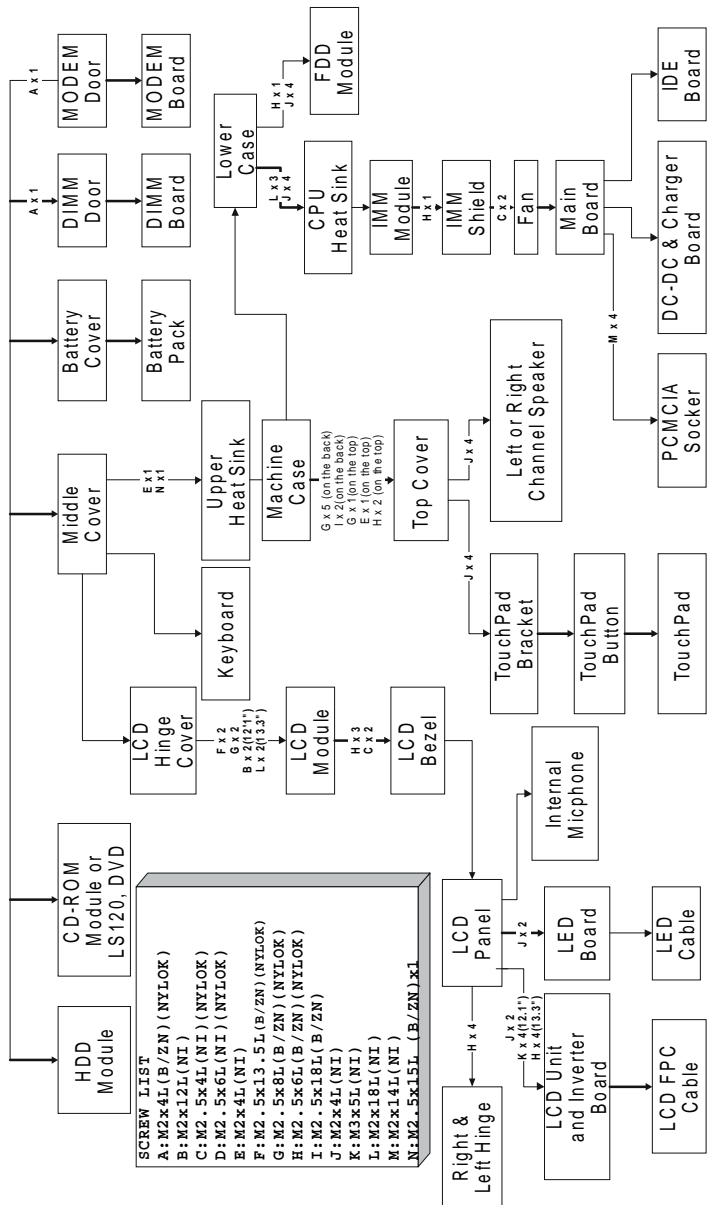 HDD
Module
CD-ROM
Module or
LS120, DVD
Middle
Cover
Battery
Cover
Battery
Pack
A x 1
DIMM
Door
DIMM
Board
A x 1
MODEM
Door
MODEM
Board
SCREW LIST
A:M2x4L(B/ZN)(NYLOK)
B:M2x12L(NI)
C:M2.5x4L(NI)(NYLOK)
D:M2.5x6L(NI)(NYLOK)
E:M2x4L(NI)
F:M2.5x13.5L(B/ZN)(NYLOK)
G:M2.5x8L(B/ZN)(NYLOK)
H:M2.5x6L(B/ZN)(NYLOK)
I:M2.5x18L(B/ZN)
J:M2x4L(NI)
K:M3x5L(NI)
L:M2x18L(NI)
M:M2x14L(NI)
N:M2.5x15L (B/ZN)x1
LCD
Hinge
Cover
F x 2
G x 2
B x 2(12'1")
L x 2(13.3")
LCD
Module
H x 3
C x 2
LCD
Bezel
Keyboard
E x 1
N x 1
Upper
Heat Sink
Machine
Case
G x 5 (on the back)
I x 2(on the back)
G x 1(on the top)
E x 1(on the top)
H x 2 (on the top)
Top Cover
J x 4
TouchPad
Bracket
TouchPad
Button
TouchPad
J x 4
Left or Right
Channel Speaker
Lower
Case
H x 1
J x 4
FDD
Module
L x 3
J x 4
CPU
Heat Sink
IMM
Module
H x 1
IMM
Shield
C x 2
Fan
Main
Board
M x 4
PCMCIA
Socker
DC-DC & Charger
Board
IDE
Board
LCD
Panel
H x 4
Right &
Left Hinge
J x 2
K x 4(12.1")
H x 4(13.3")
LCD Unit
and Inverter
Board
LCD FPC
Cable
J x 2
LED
Board
LED
Cable
Internal
Micphone